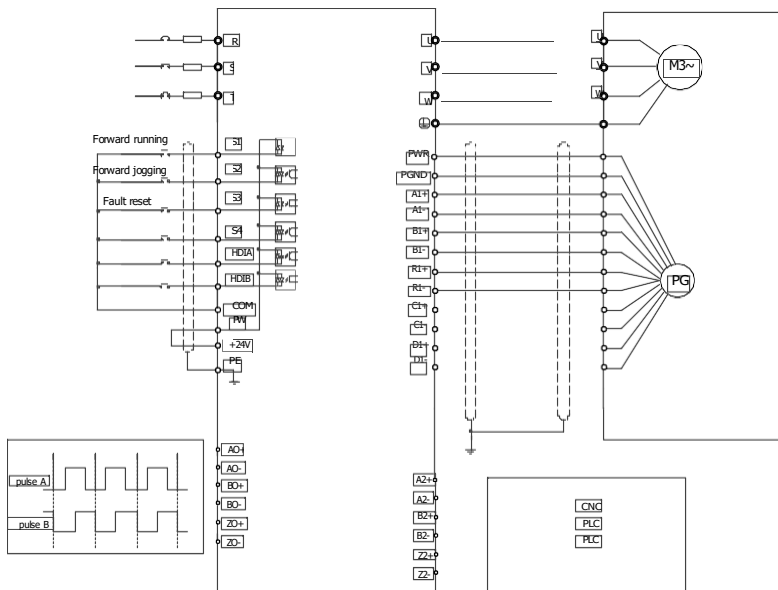 R
S
T
U
V
W
U
V
W
M3~
Forward running
Forward jogging
Fault reset
S1
S2
S3
S4
HDIA
HDIB
COM
PW
+24V
PE
PWR
PGND
A1+
A1-
B1+
B1-
R1+
R1-
C1+
C1-
D1+
D1-
PG
pulse A
pulse B
AO+
AO-
BO+
BO-
ZO+
ZO-
A2+
A2-
B2+
B2-
Z2+
Z2-
CNC
PLC
PLC